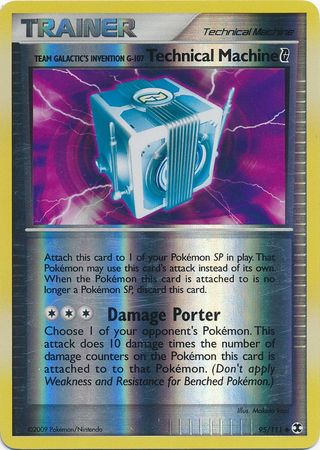 TRAINER Technical Machine
TEAM GALACTIC'S INVENTION G-107 Technical Machine G
Attach this card to 1 of your Pokémon SP in play. That
Pokémon may use this card's attack instead of its own.
When the Pokémon this card is attached to is no
longer a Pokémon SP, discard this card.
Damage Porter
Choose 1 of your opponent's Pokémon. This
attack does 10 damage times the number of
damage counters on the Pokémon this card is
attached to to that Pokémon. (Don't apply
Weakness and Resistance for Benched Pokémon.)
Illus.
©2009 Pokémon/Nintendo 95/111